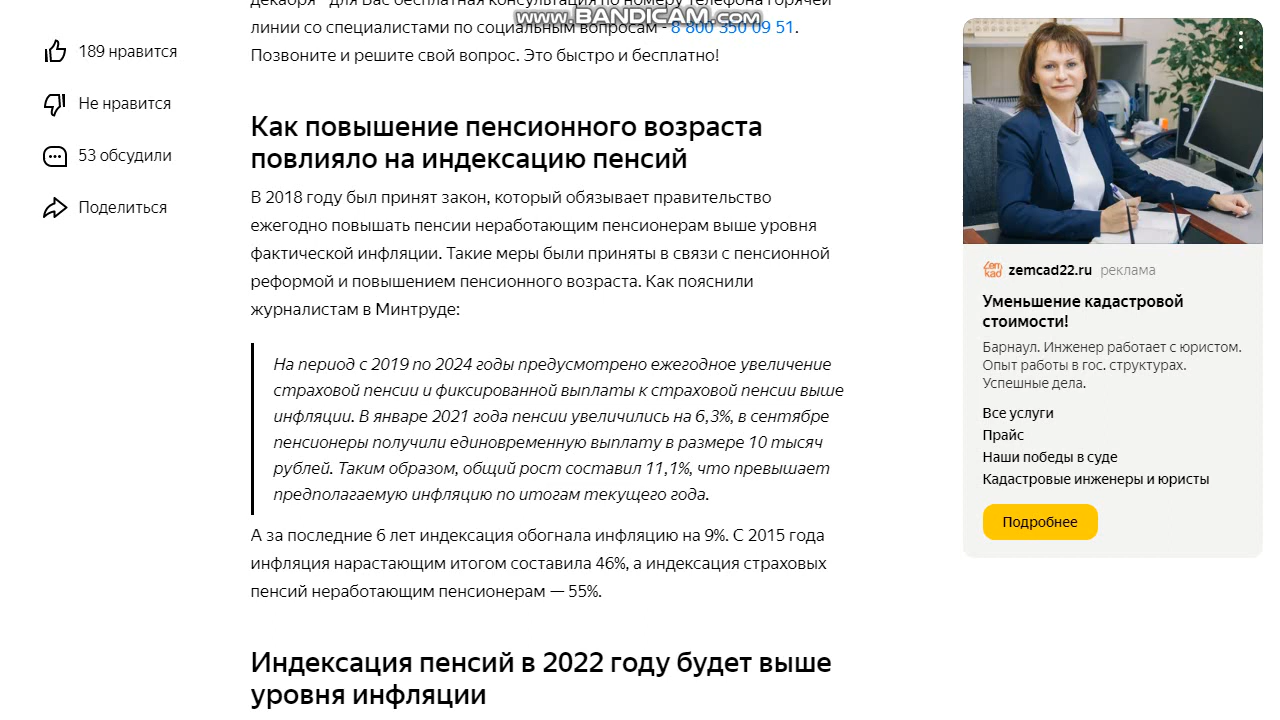 декабря - для Вас бесплатная консультация по номеру телефона горячей
www.BANDICAM.com
линии со специалистами по социальным вопросам - 8 800 350 09 51.
Позвоните и решите свой вопрос. Это быстро и бесплатно!
189 нравится
Не нравится
53 обсудили
Поделиться
Как повышение пенсионного возраста
повлияло на индексацию пенсий
В 2018 году был принят закон, который обязывает правительство
ежегодно повышать пенсии неработающим пенсионерам выше уровня
фактической инфляции. Такие меры были приняты в связи с пенсионной
реформой и повышением пенсионного возраста. Как пояснили
журналистам в Минтруде:
На период с 2019 по 2024 годы предусмотрено ежегодное увеличение
страховой пенсии и фиксированной выплаты к страховой пенсии выше
инфляции. В январе 2021 года пенсии увеличились на 6,3%, в сентябре
пенсионеры получили единовременную выплату в размере 10 тысяч
рублей. Таким образом, общий рост составил 11,1%, что превышает
предполагаемую инфляцию по итогам текущего года.
А за последние 6 лет индексация обогнала инфляцию на 9%. С 2015 года
инфляция нарастающим итогом составила 46%, а индексация страховых
пенсий неработающим пенсионерам — 55%.
Индексация пенсий в 2022 году будет выше
уровня инфляции
zemcad22.ru реклама
Уменьшение кадастровой
стоимости!
Барнаул. Инженер работает с юристом.
Опыт работы в гос. структурах.
Успешные дела.
Все услуги
Прайс
Наши победы в суде
Кадастровые инженеры и юристы
Подробнее